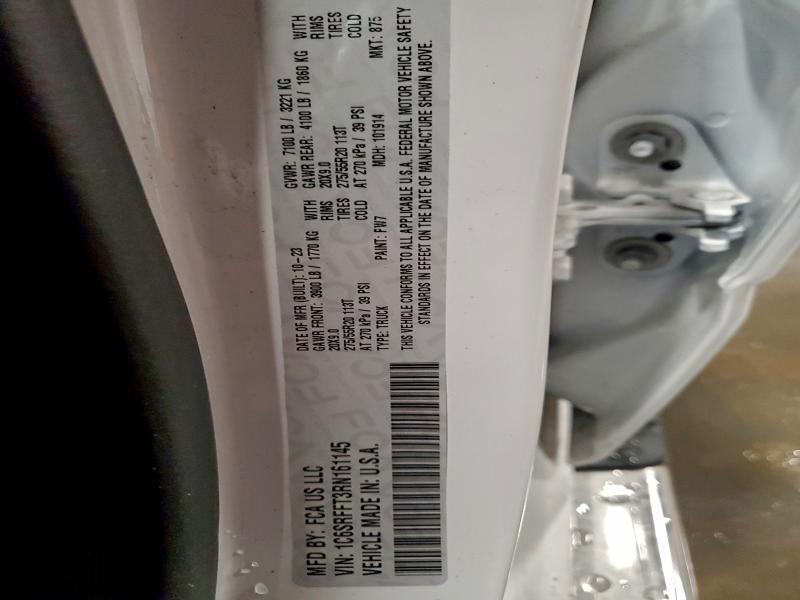 MFD BY: FCA US LLC
VIN: 1C6SRFFT3RN161145
VEHICLE MADE IN: U.S.A.
DATE OF MFR (BUILT): 10-23 GVWR: 7100 LB / 3221 KG
GAWR FRONT: 3900 LB / 1770 KG WITH GAWR REAR: 4100 LB / 1860 KG WITH
20X9.0 RIMS 20X9.0 RIMS
275/55R20 113T TIRES 275/55R20 113T TIRES
AT 270 kPa / 39 PSI COLD AT 270 kPa / 39 PSI COLD
TYPE: TRUCK PAINT: PW7 MDH: 101914 MKT: 875
THIS VEHICLE CONFORMS TO ALL APPLICABLE U.S.A. FEDERAL MOTOR VEHICLE SAFETY
STANDARDS IN EFFECT ON THE DATE OF MANUFACTURE SHOWN ABOVE.